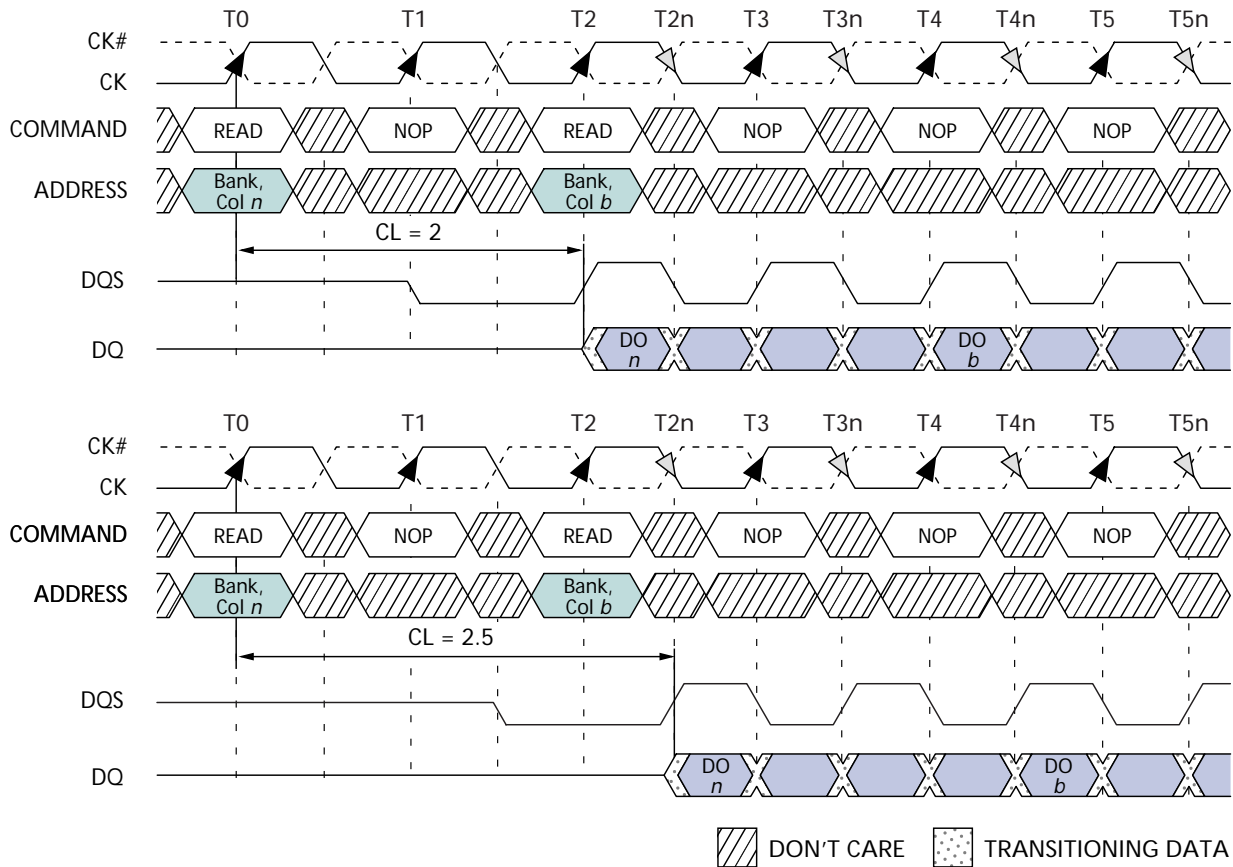 T0 T1 T2 T2n T3 T3n T4 T4n T5 T5n
CK#
CK
COMMAND READ NOP READ NOP NOP NOP
ADDRESS Bank, Col n Bank, Col b
CL = 2
DQS
DQ DO n DO b
T0 T1 T2 T2n T3 T3n T4 T4n T5 T5n
CK#
CK
COMMAND READ NOP READ NOP NOP NOP
ADDRESS Bank, Col n Bank, Col b
CL = 2.5
DQS
DQ DO n DO b
DON'T CARE TRANSITIONING DATA